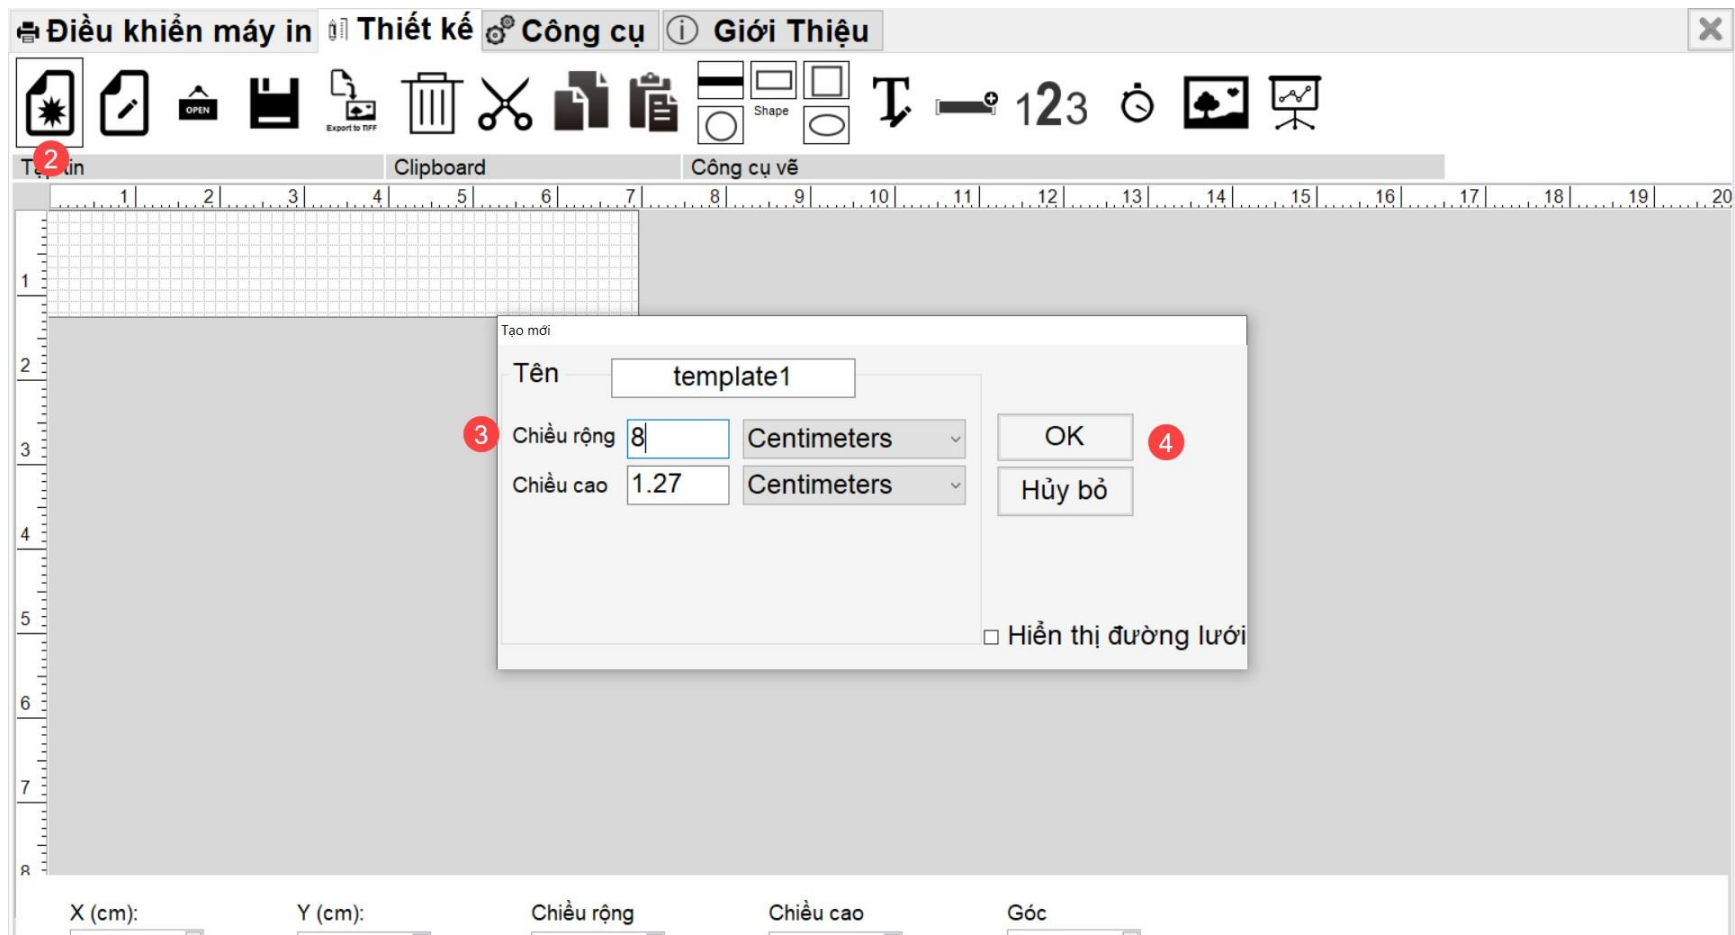 Điều khiển máy in Thiết kế Công cụ Giới Thiệu
OPEN
Export to TIFF
Shape
123
2
Clipboard Công cụ vẽ
1 2 3 4 5 6 7 8 9 10 11 12 13 14 15 16 17 18 19 20
1
Tạo mới
2
Tên template1
3 Chiều rộng 8 Centimeters OK 4
3
Chiều cao 1.27 Centimeters Hủy bỏ
4
5
Hiển thị đường lưới
6
7
8
X (cm): Y (cm): Chiều rộng Chiều cao Góc